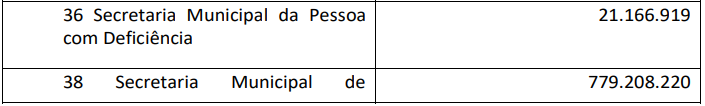 36 Secretaria Municipal da Pessoa
com Deficiência
21.166.919
38 Secretaria Municipal de
779.208.220